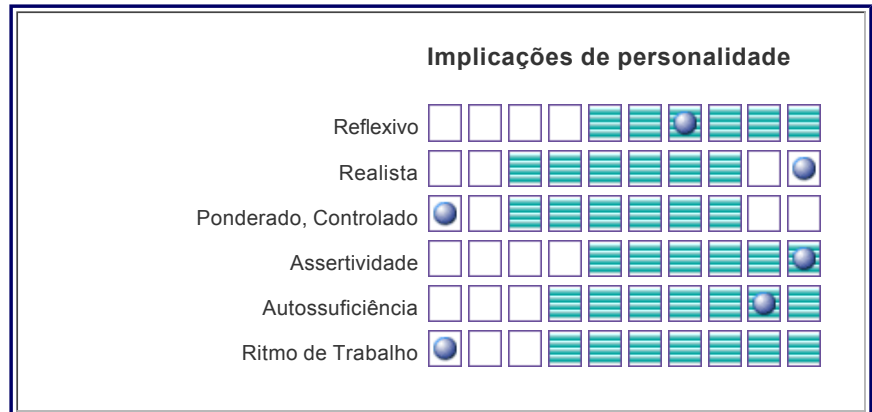 Implicações de personalidade
Reflexivo
Realista
Ponderado, Controlado
Assertividade
Autossuficiência
Ritmo de Trabalho